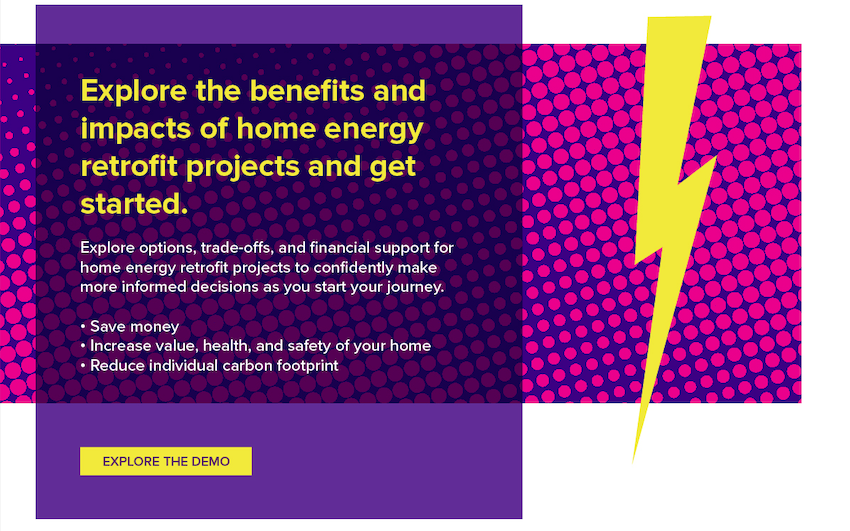 Explore the benefits and
impacts of home energy
retrofit projects and get
started.
Explore options, trade-offs, and financial support for
home energy retrofit projects to confidently make
more informed decisions as you start your journey.
• Save money
• Increase value, health, and safety of your home
• Reduce individual carbon footprint
EXPLORE THE DEMO